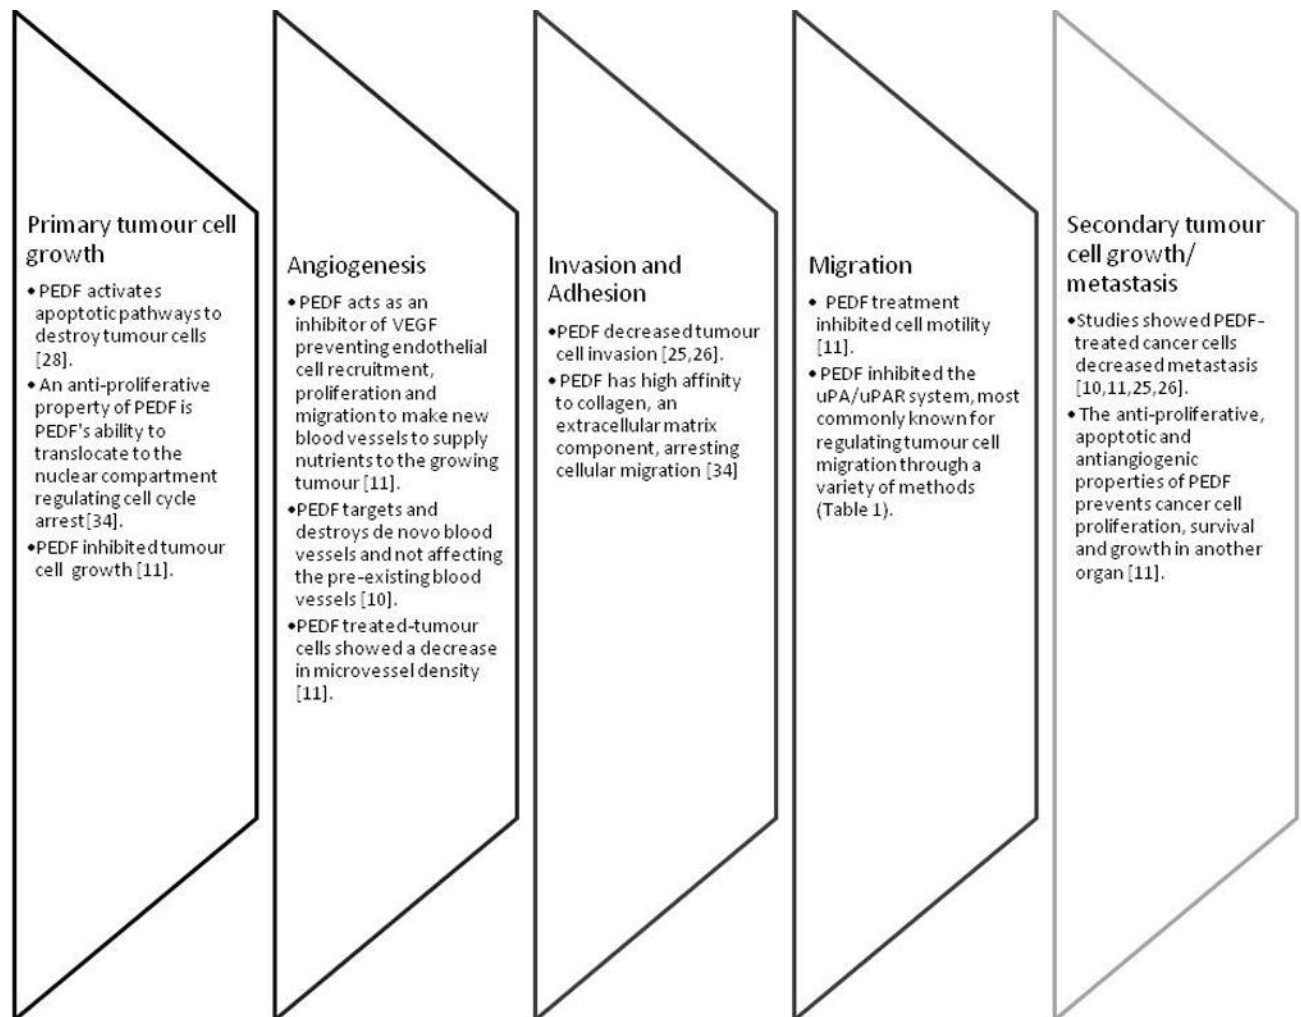 Primary tumour cell
growth
• PEDF activates
apoptotic pathways to
destroy tumour cells
[28].
• An anti-proliferative
property of PEDF is
PEDF's ability to
translocate to the
nuclear compartment
regulating cell cycle
arrest[34].
•PEDF inhibited tumour
cell growth [11].
Angiogenesis
• PEDF acts as an
inhibitor of VEGF
preventing endothelial
cell recruitment,
proliferation and
migration to make new
blood vessels to supply
nutrients to the growing
tumour [11].
•PEDF targets and
destroys de novo blood
vessels and not affecting
the pre-existing blood
vessels [10].
•PEDF treated-tumour
cells showed a decrease
in microvessel density
[11].
Invasion and
Adhesion
•PEDF decreased tumour
cell invasion [25,26].
• PEDF has high affinity
to collagen, an
extracellular matrix
component, arresting
cellular migration [34]
Migration
• PEDF treatment
inhibited cell motility
[11].
• PEDF inhibited the
uPA/uPAR system, most
commonly known for
regulating tumour cell
migration through a
variety of methods
(Table 1).
Secondary tumour
cell growth/
metastasis
•Studies showed PEDF-
treated cancer cells
decreased metastasis
[10,11,25,26].
• The anti-proliferative,
apoptotic and
antiangiogenic
properties of PEDF
prevents cancer cell
proliferation, survival
and growth in another
organ [11].